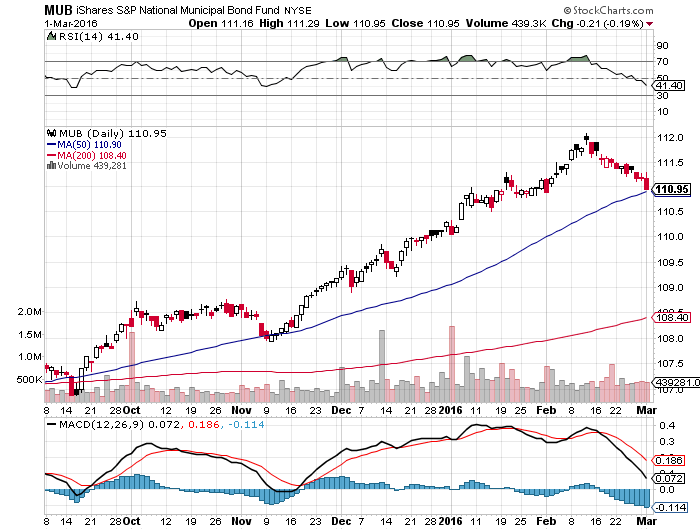 MUB iShares S&P National Municipal Bond Fund NYSE © StockCharts.com
1-Mar-2016 Open 111.16 High 111.29 Low 110.95 Close 110.95 Volume 439.3K Chg -0.21 (-0.19%)
RSI(14) 41.40
90
70
50
41.40
30
10
MUB (Daily) 110.95
MA(50) 110.90
MA(200) 108.40
Volume 439,281
112.0
111.5
110.95
110.5
110.0
109.5
109.0
108.40
108.0
107.5
107.0
2.0M
1.5M
1.0M
500K
439281.0
8 14 21 28 Oct 12 19 26 Nov 9 16 23 Dec 7 14 21 28 2016 11 19 25 Feb 8 16 22 Mar
MACD(12,26,9) 0.072, 0.186, -0.114
0.4
0.3
0.186
0.072
0.0
-0.114
8 14 21 28 Oct 12 19 26 Nov 9 16 23 Dec 7 14 21 28 2016 11 19 25 Feb 8 16 22 Mar